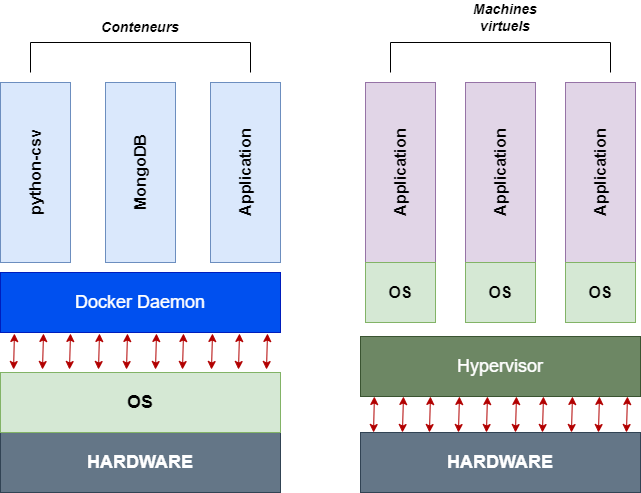 Conteneurs
python-csv
MongoDB
Application
Docker Daemon
OS
HARDWARE
Machines
virtuels
Application
Application
Application
OS
OS
OS
Hypervisor
HARDWARE